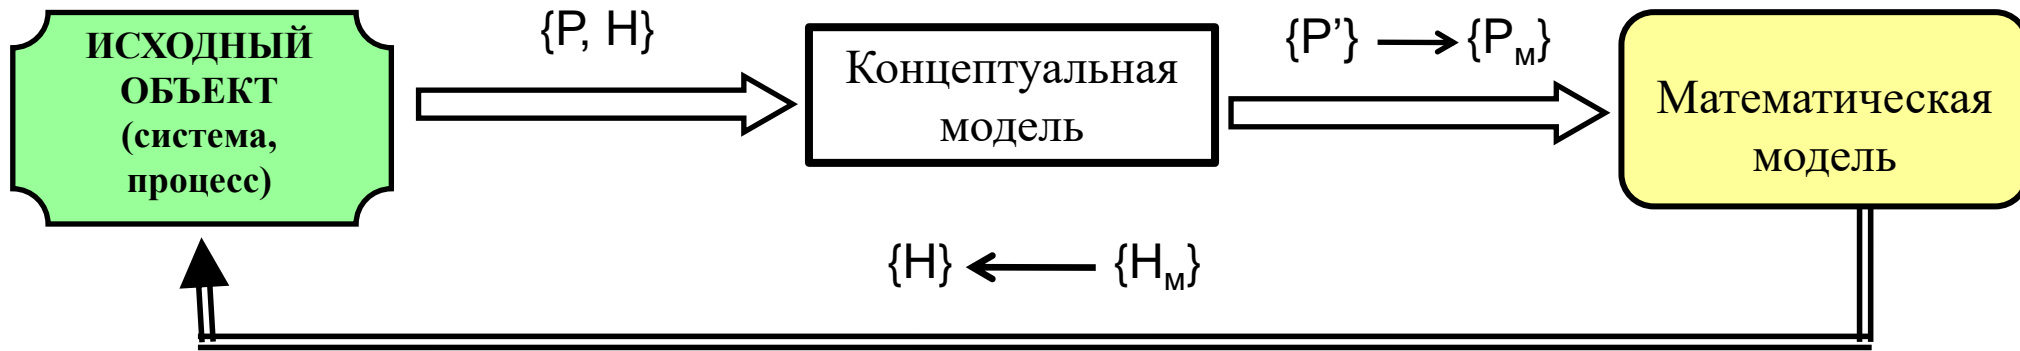 ИСХОДНЫЙ
ОБЪЕКТ
(система,
процесс)
{P, H}
Концептуальная
модель
{P’} → {Pм}
Математическая
модель
{H} ← {Hм}